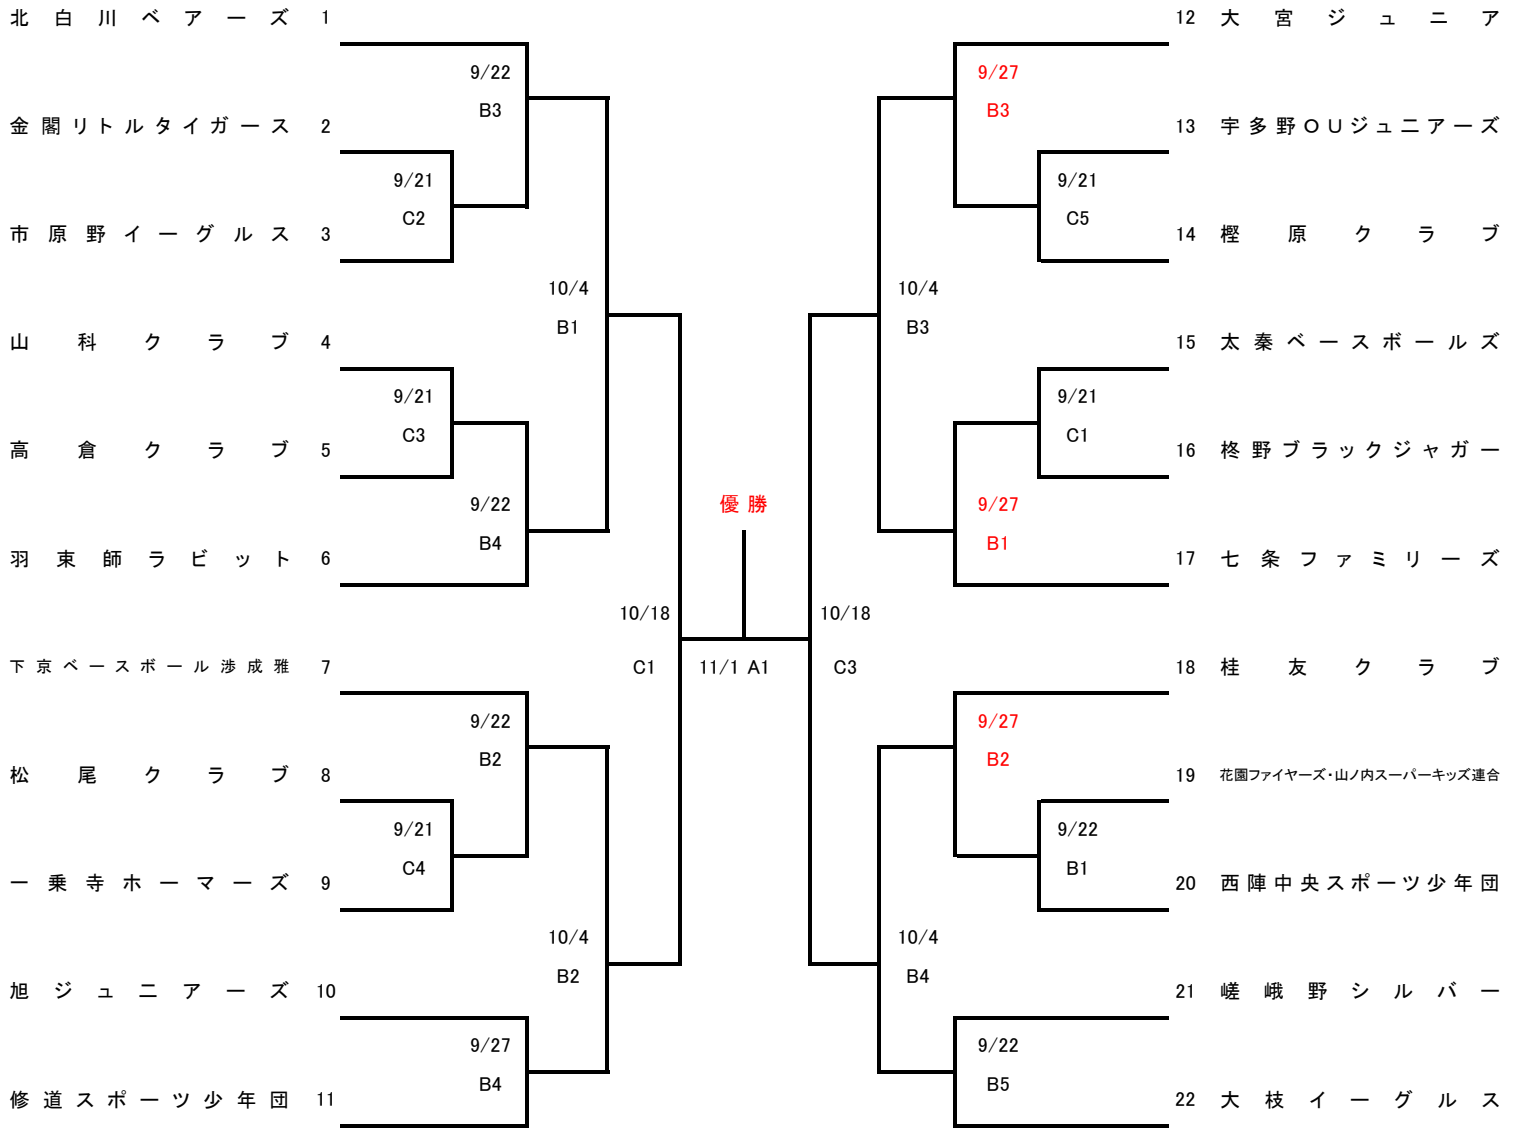 北白川ベアーズ 1
金閣リトルタイガース 2
市原野イーグルス 3
山科クラブ 4
高倉クラブ 5
羽束師ラビット 6
下京ベースボール渉成雅 7
松尾クラブ 8
一乗寺ホーマーズ 9
旭ジュニアーズ 10
修道スポーツ少年団 11
9/22
B3
9/21
C2
10/4
B1
9/21
C3
9/22
B4
10/18
C1
9/22
B2
9/21
C4
10/4
B2
9/27
B4
優勝
11/1 A1
9/27
B3
9/21
C5
10/4
B3
9/21
C1
9/27
B1
10/18
C3
9/27
B2
9/22
B1
10/4
B4
9/22
B5
12 大宮ジュニア
13 宇多野OUジュニアーズ
14 樫原クラブ
15 太秦ベースボールズ
16 柊野ブラックジャガー
17 七条ファミリーズ
18 桂友クラブ
19 花園ファイヤーズ・山ノ内スーパーキッズ連合
20 西陣中央スポーツ少年団
21 嵯峨野シルバー
22 大枝イーグルス